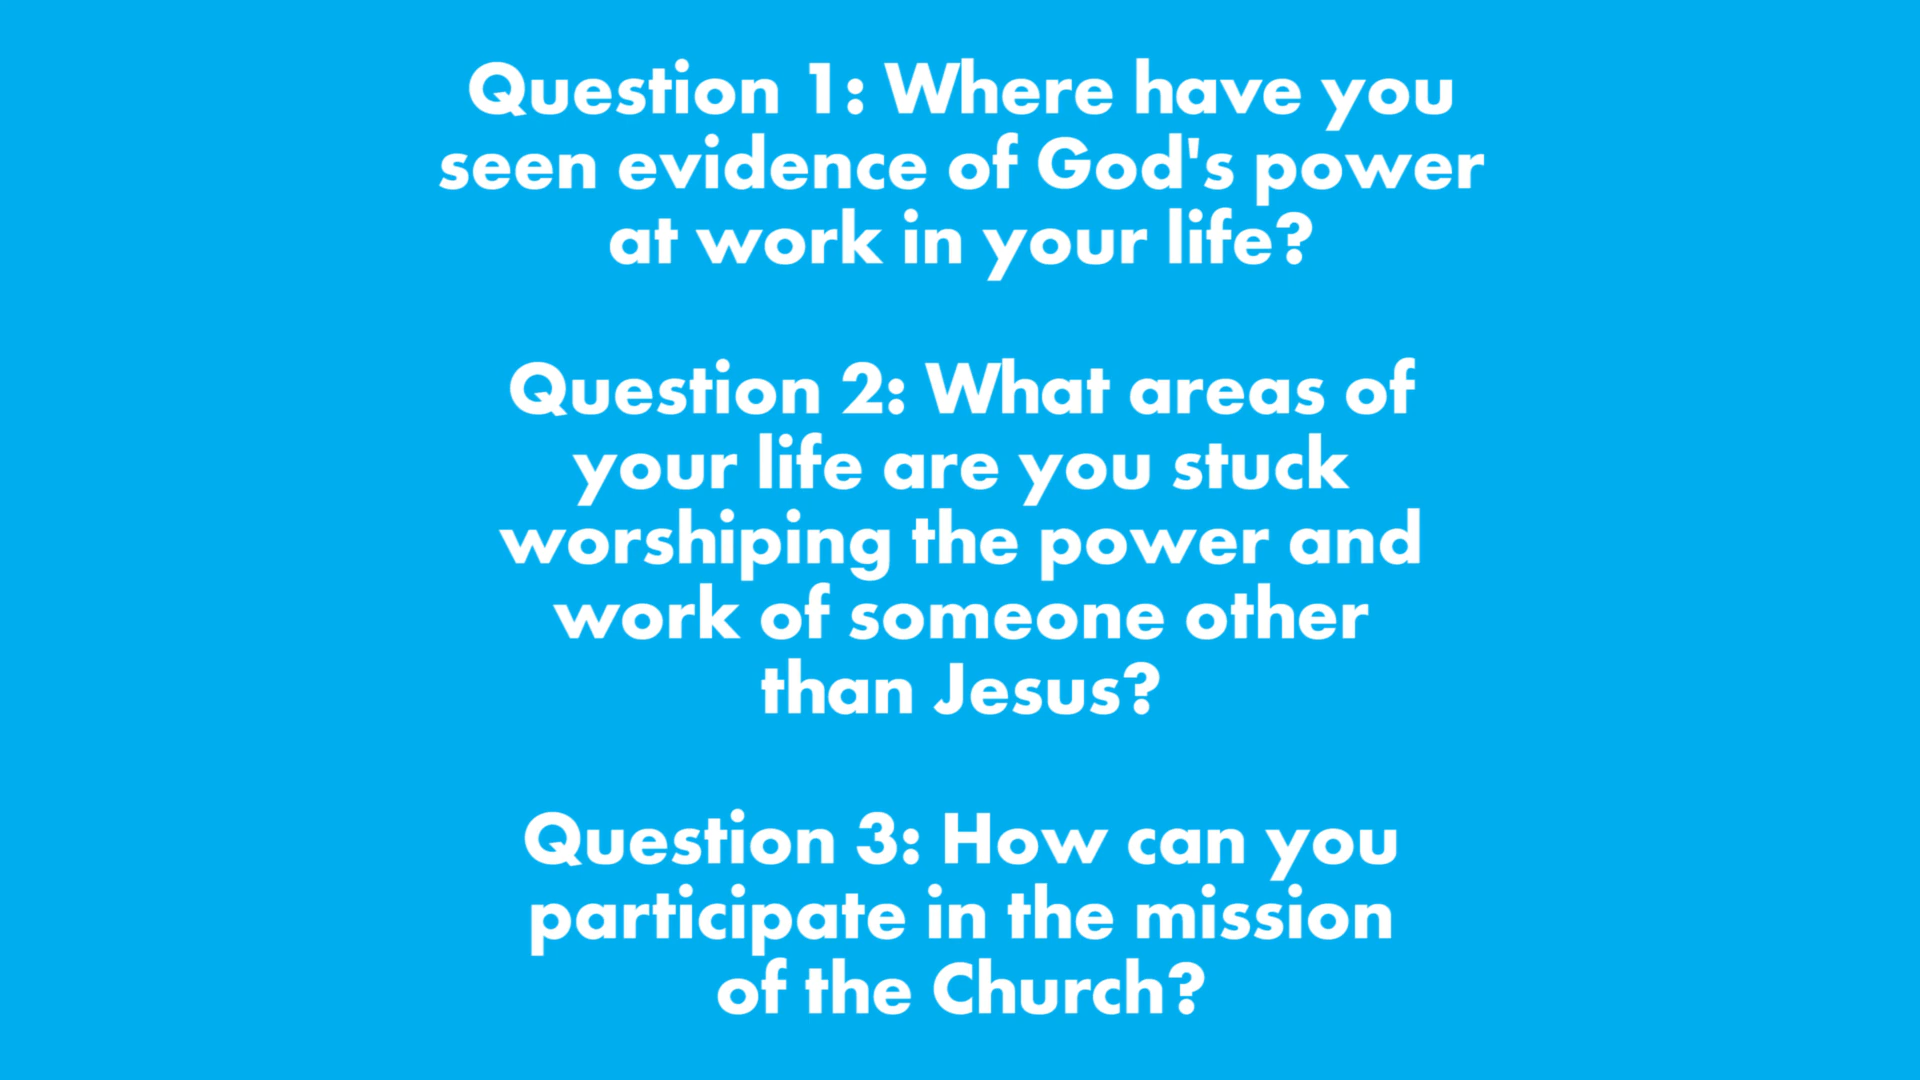 Question 1: Where have you
seen evidence of God's power
at work in your life?
Question 2: What areas of
your life are you stuck
worshiping the power and
work of someone other
than Jesus?
Question 3: How can you
participate in the mission
of the Church?